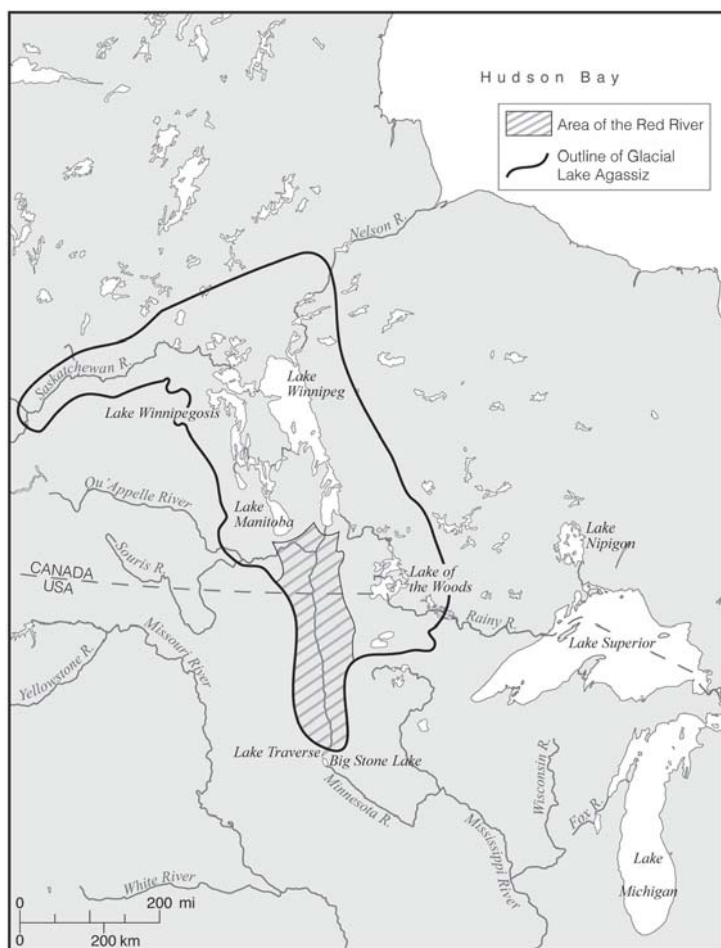 Hudson Bay
Area of the Red River
Outline of Glacial
Lake Agassiz
Nelson R.
Saskatchewan R.
Lake
Winnipeg
Lake Winnipegosis
Qu'Appelle River
Lake
Manitoba
Lake
Nipigon
Souris R.
CANADA
USA
Lake of
the Woods
Rainy R.
Missouri River
Lake Superior
Yellowstone R.
Lake Traverse
Big Stone Lake
Minnesota R.
Wisconsin R.
Fox R.
Mississippi River
Lake
Michigan
White River
0 200 mi
0 200 km